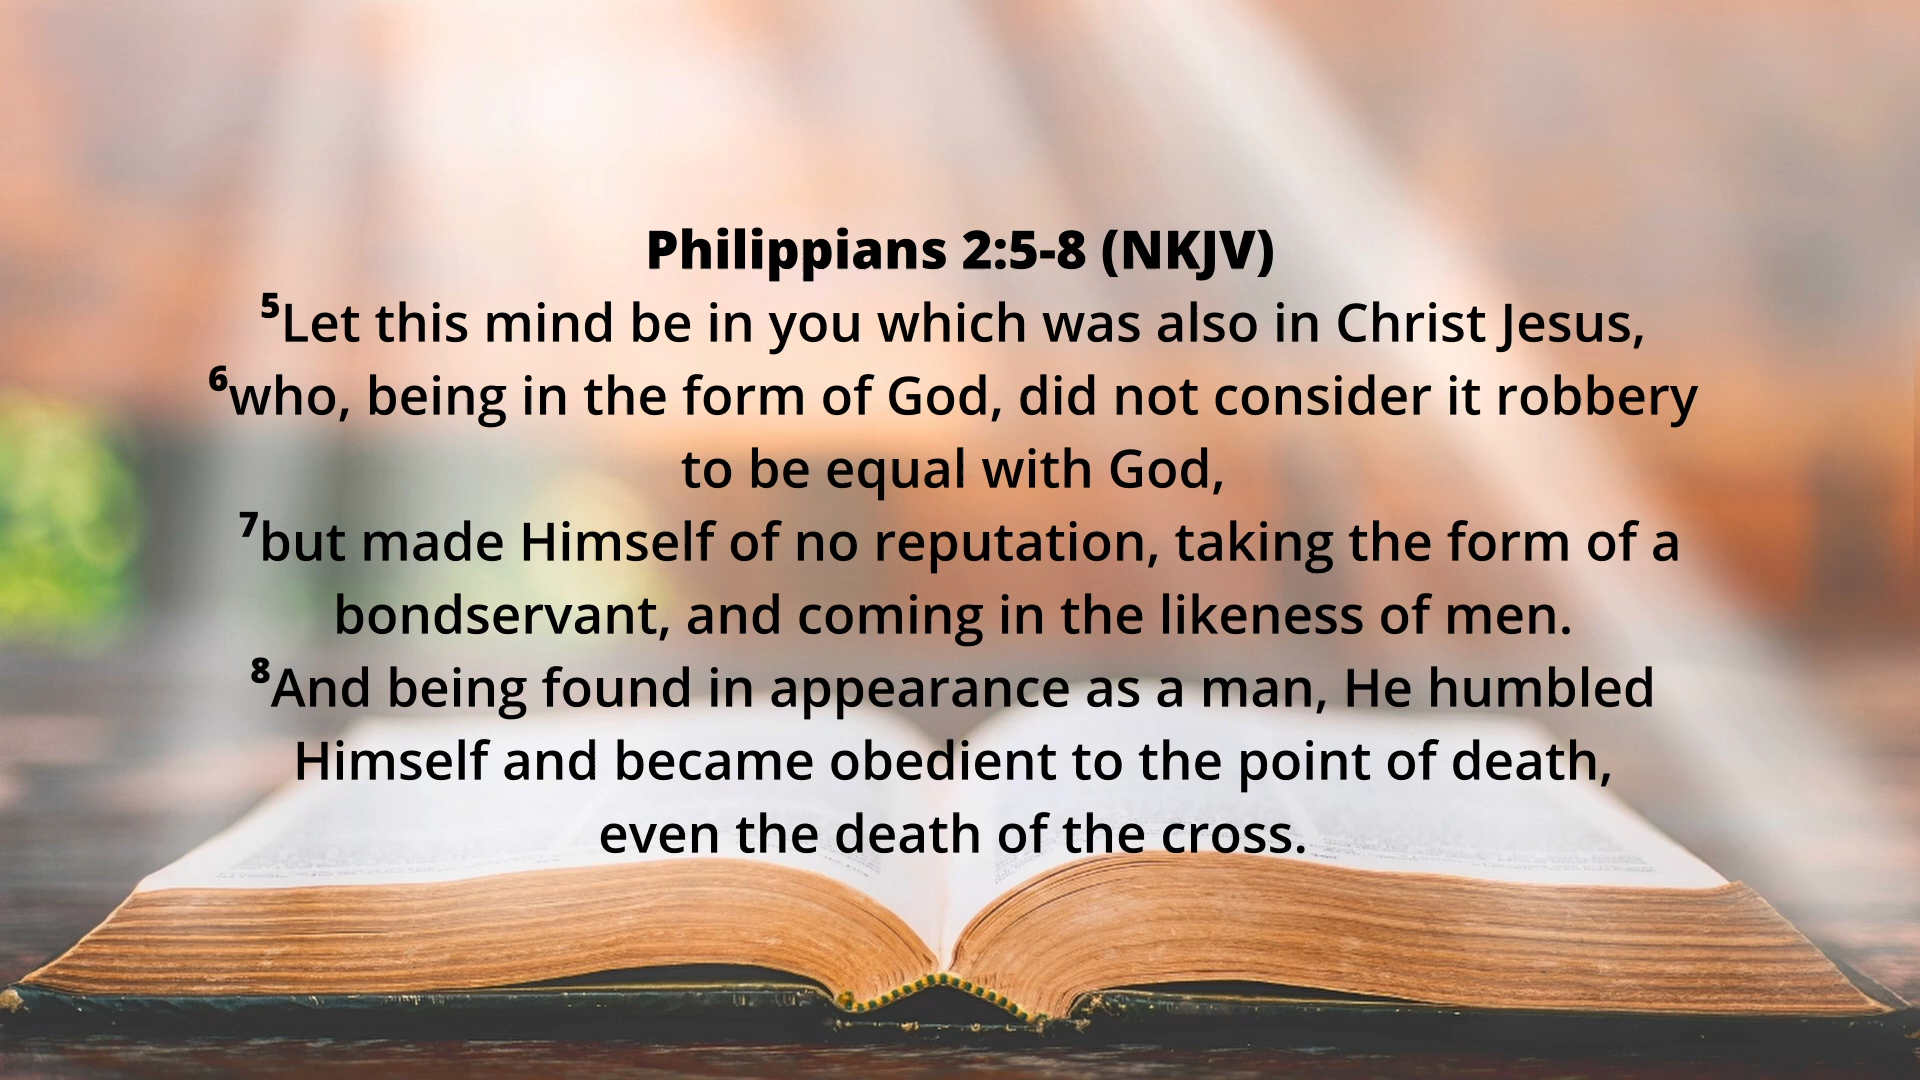 Philippians 2:5-8 (NKJV)
⁵Let this mind be in you which was also in Christ Jesus,
⁶who, being in the form of God, did not consider it robbery
to be equal with God,
⁷but made Himself of no reputation, taking the form of a
bondservant, and coming in the likeness of men.
⁸And being found in appearance as a man, He humbled
Himself and became obedient to the point of death,
even the death of the cross.